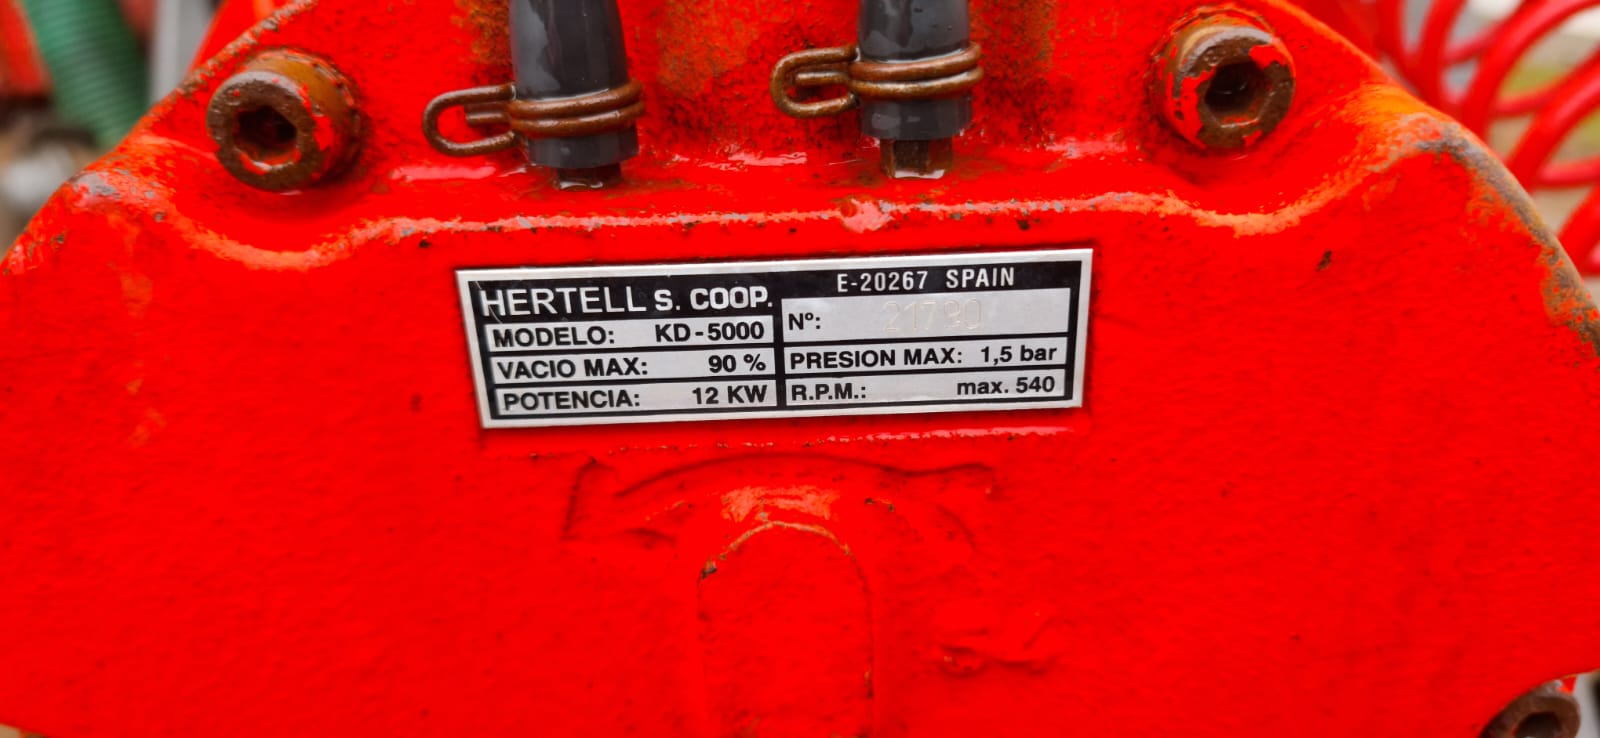 HERTELL S. COOP.
E-20267 SPAIN
MODELO: KD-5000
Nº: 21790
VACIO MAX: 90 %
PRESION MAX: 1,5 bar
POTENCIA: 12 KW
R.P.M.: max. 540